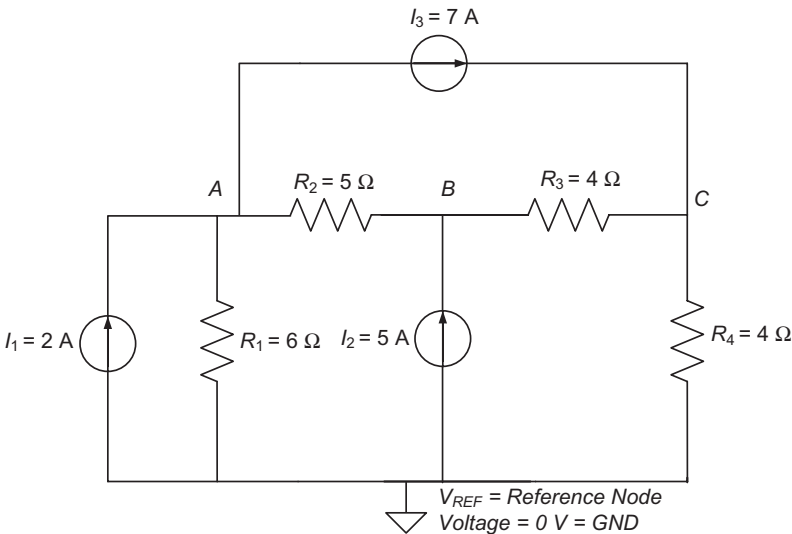 I3 = 7 A
A
R2 = 5 Ω
B
R3 = 4 Ω
C
I1 = 2 A
R1 = 6 Ω
I2 = 5 A
R4 = 4 Ω
VREF = Reference Node
Voltage = 0 V = GND